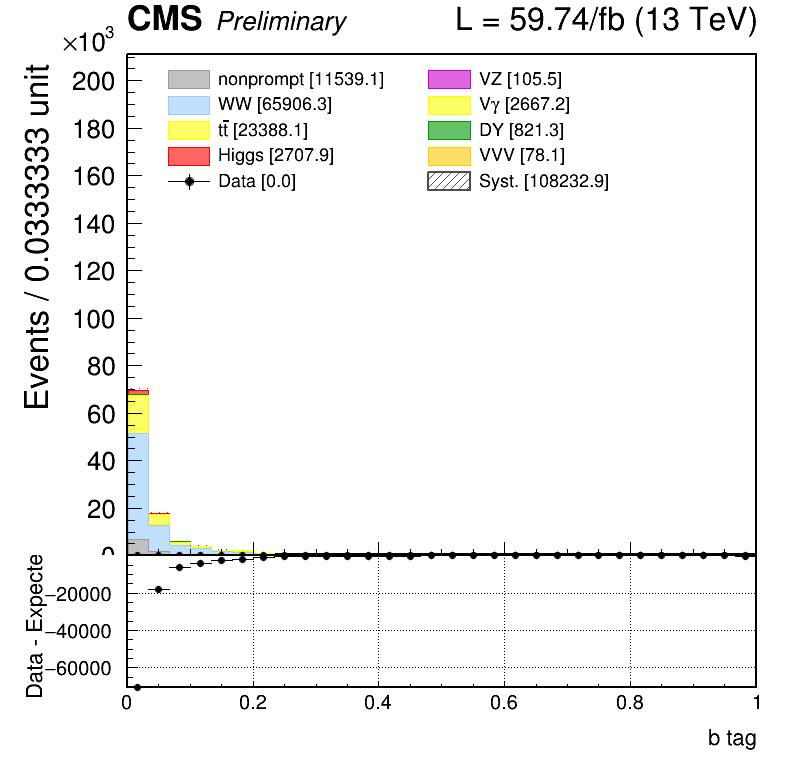 CMS Preliminary L = 59.74/fb (13 TeV)
×10³
Events / 0.0333333 unit
200
180
160
140
120
100
80
60
40
20
0
nonprompt [11539.1]
WW [65906.3]
tt̄ [23388.1]
Higgs [2707.9]
Data [0.0]
VZ [105.5]
Vγ [2667.2]
DY [821.3]
VVV [78.1]
Syst. [108232.9]
Data - Expecte
−20000
−40000
−60000
0 0.2 0.4 0.6 0.8 1
b tag